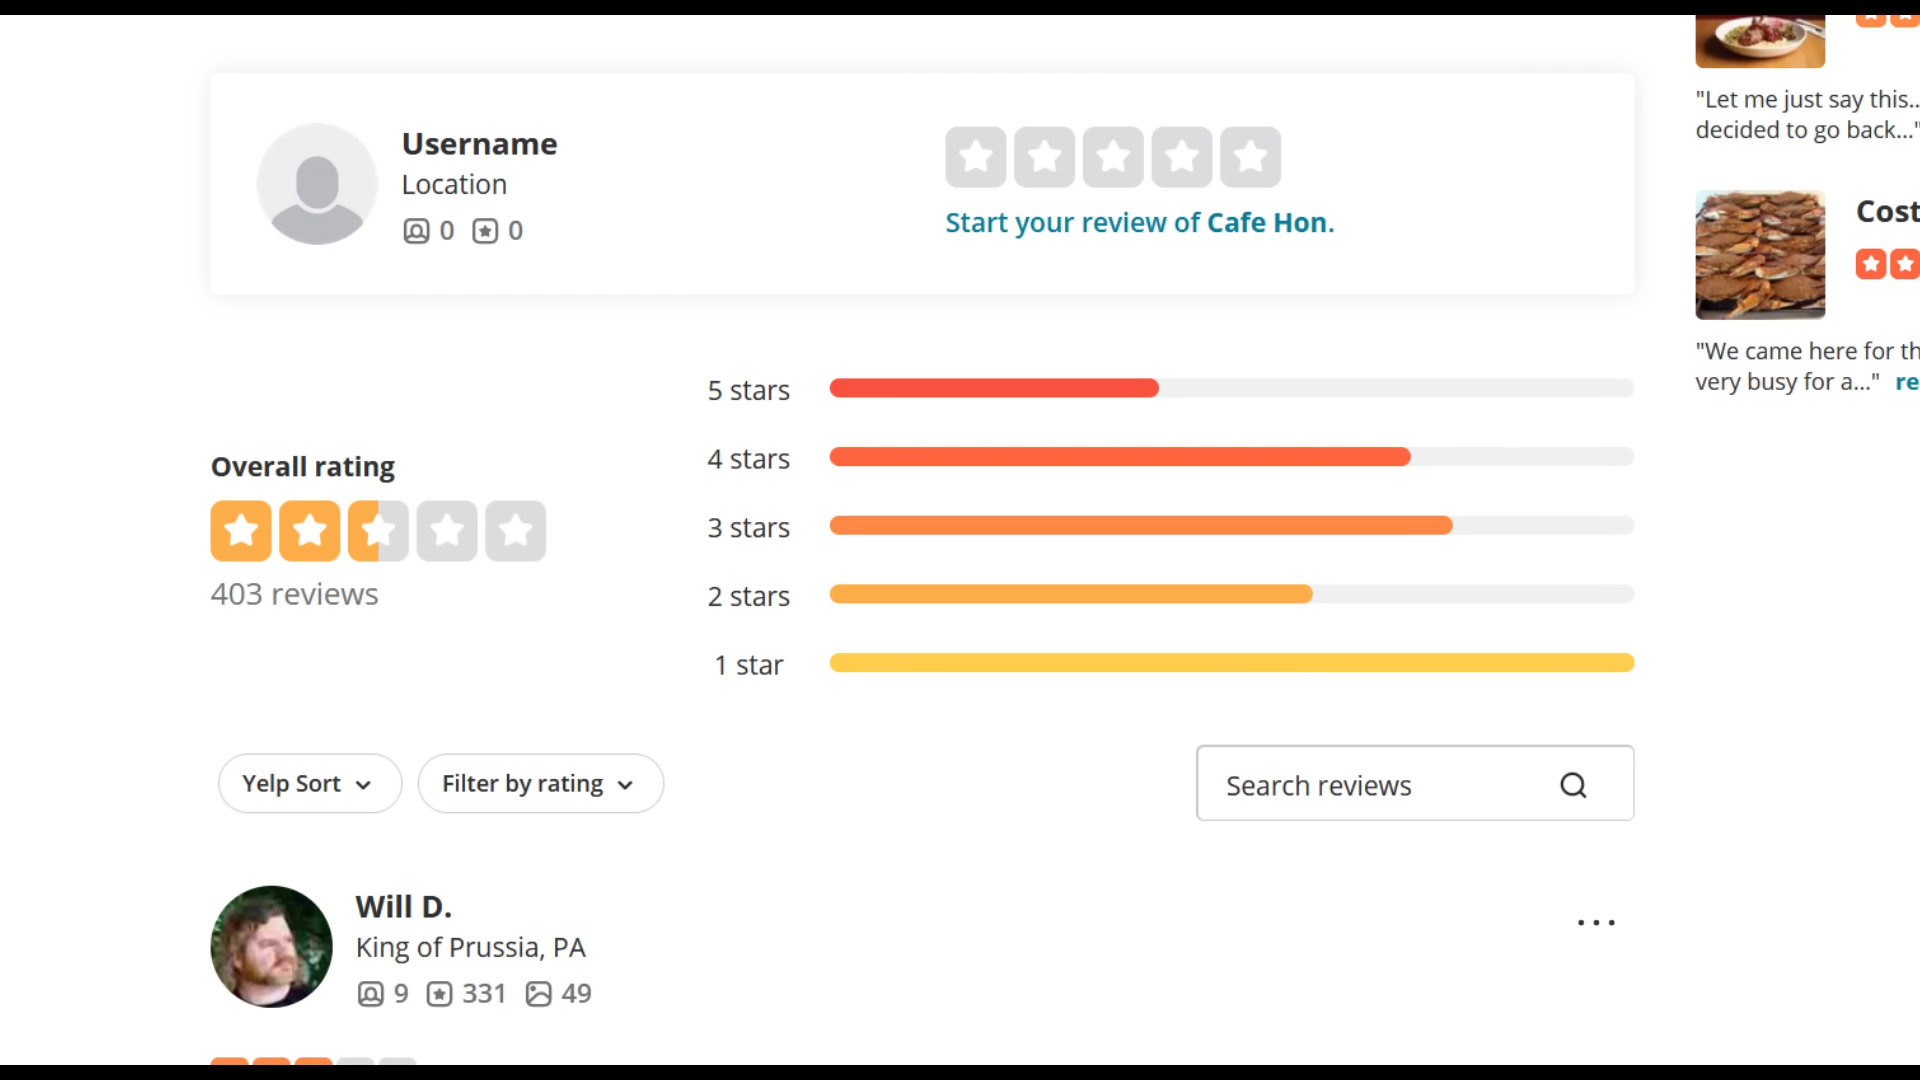 Username
Location
0 0
Start your review of Cafe Hon.
Overall rating
403 reviews
5 stars
4 stars
3 stars
2 stars
1 star
Yelp Sort
Filter by rating
Search reviews
Will D.
King of Prussia, PA
9 331 49
"Let me just say this..
decided to go back..."
Cost
"We came here for th
very busy for a..." re